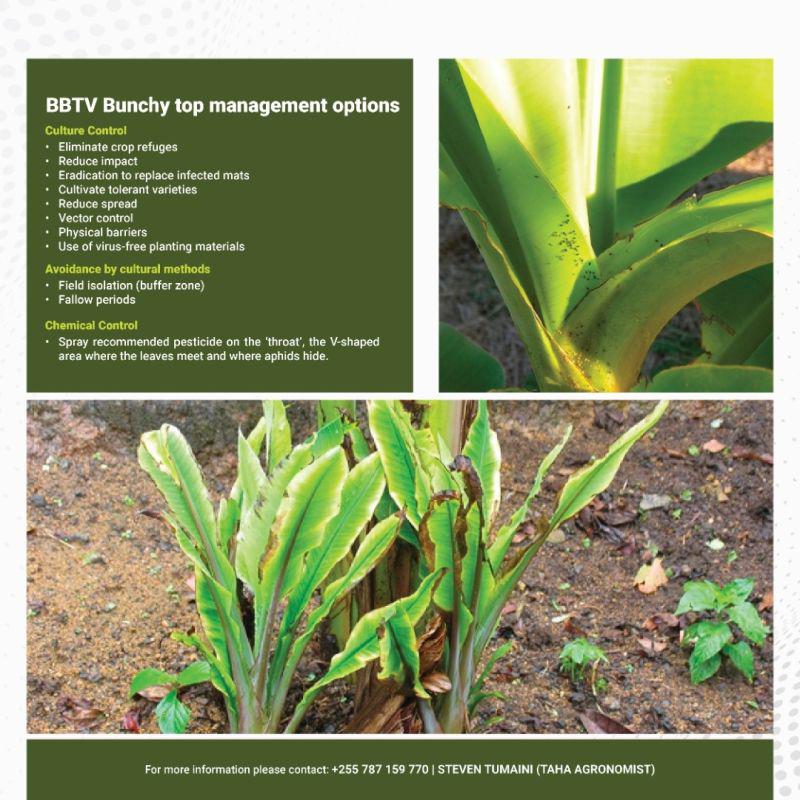 BBTV Bunchy top management options
Culture Control
• Eliminate crop refuges
• Reduce impact
• Eradication to replace infected mats
• Cultivate tolerant varieties
• Reduce spread
• Vector control
• Physical barriers
• Use of virus-free planting materials
Avoidance by cultural methods
• Field isolation (buffer zone)
• Fallow periods
Chemical Control
• Spray recommended pesticide on the 'throat', the V-shaped
area where the leaves meet and where aphids hide.
For more information please contact: +255 787 159 770 | STEVEN TUMAINI (TAHA AGRONOMIST)